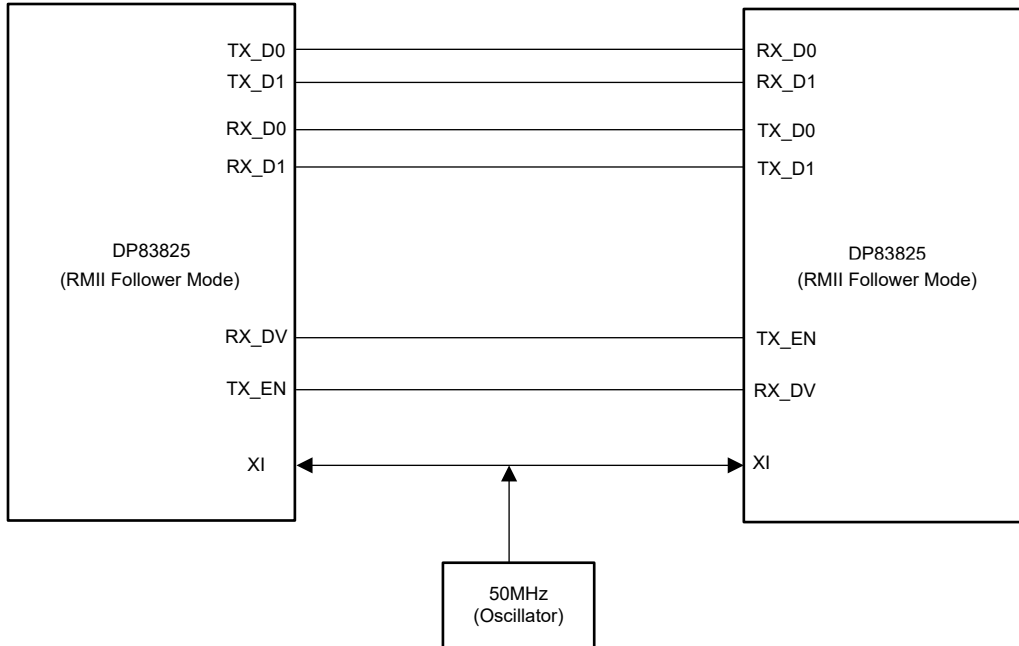 TX_D0
TX_D1
RX_D0
RX_D1
DP83825
(RMII Follower Mode)
RX_DV
TX_EN
XI
RX_D0
RX_D1
TX_D0
TX_D1
DP83825
(RMII Follower Mode)
TX_EN
RX_DV
XI
50MHz
(Oscillator)